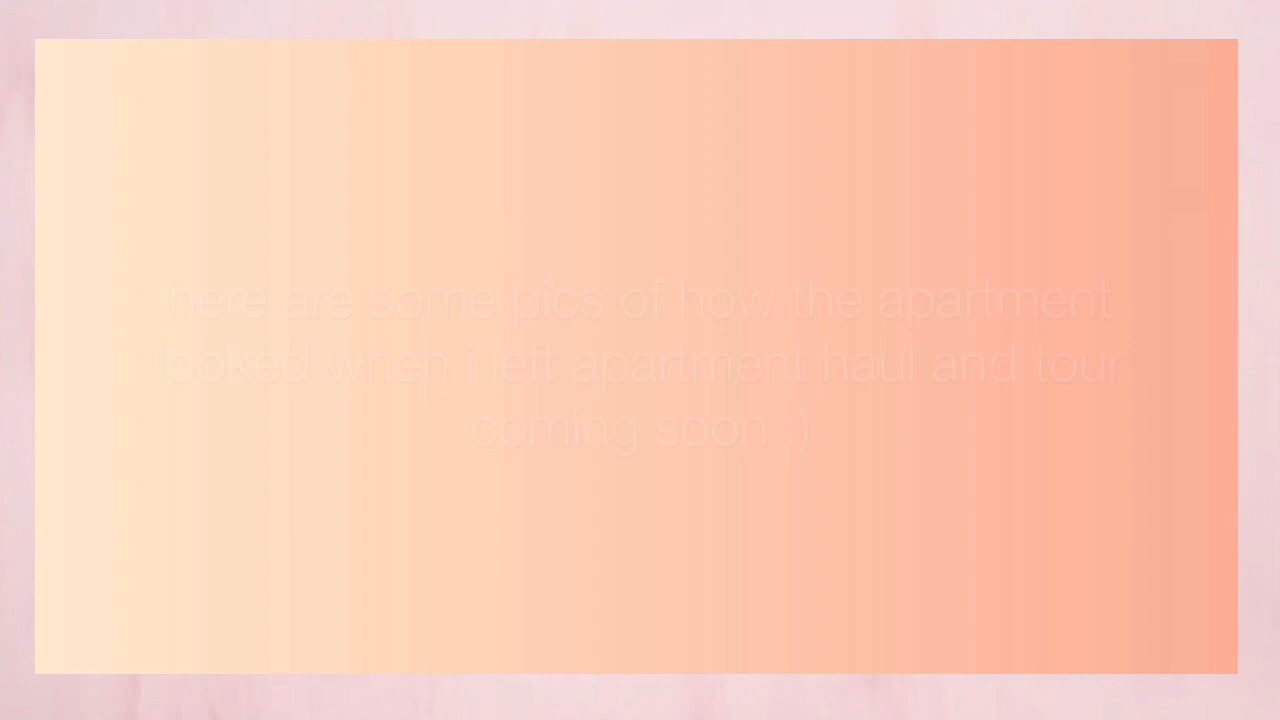 here are some pics of how the apartment
looked when i left apartment haul and tour
coming soon :)